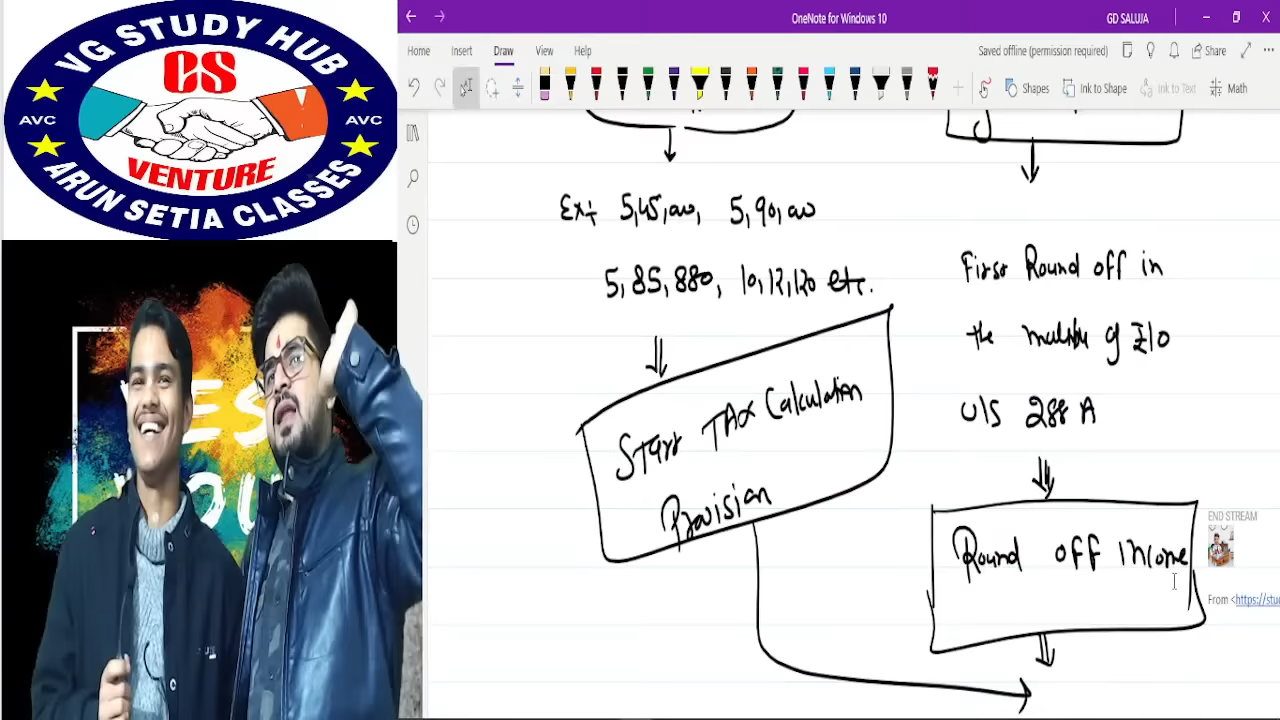 VG STUDY HUB
CS
AVC
AVC
VENTURE
ARUN SETIA CLASSES
OneNote for Windows 10
GD SALUJA
Home
Insert
Draw
View
Help
Saved offline (permission required)
Share
Shapes
Ink to Shape
Ink to Text
Math
Ex:- 5,45,000, 5,90,000
5,85,880, 10,12,120 etc.
Start TAX Calculation
Provision
First Round off in
the multiple of ₹10
U/S 288 A
Round off income
END STREAM
From <https://stu